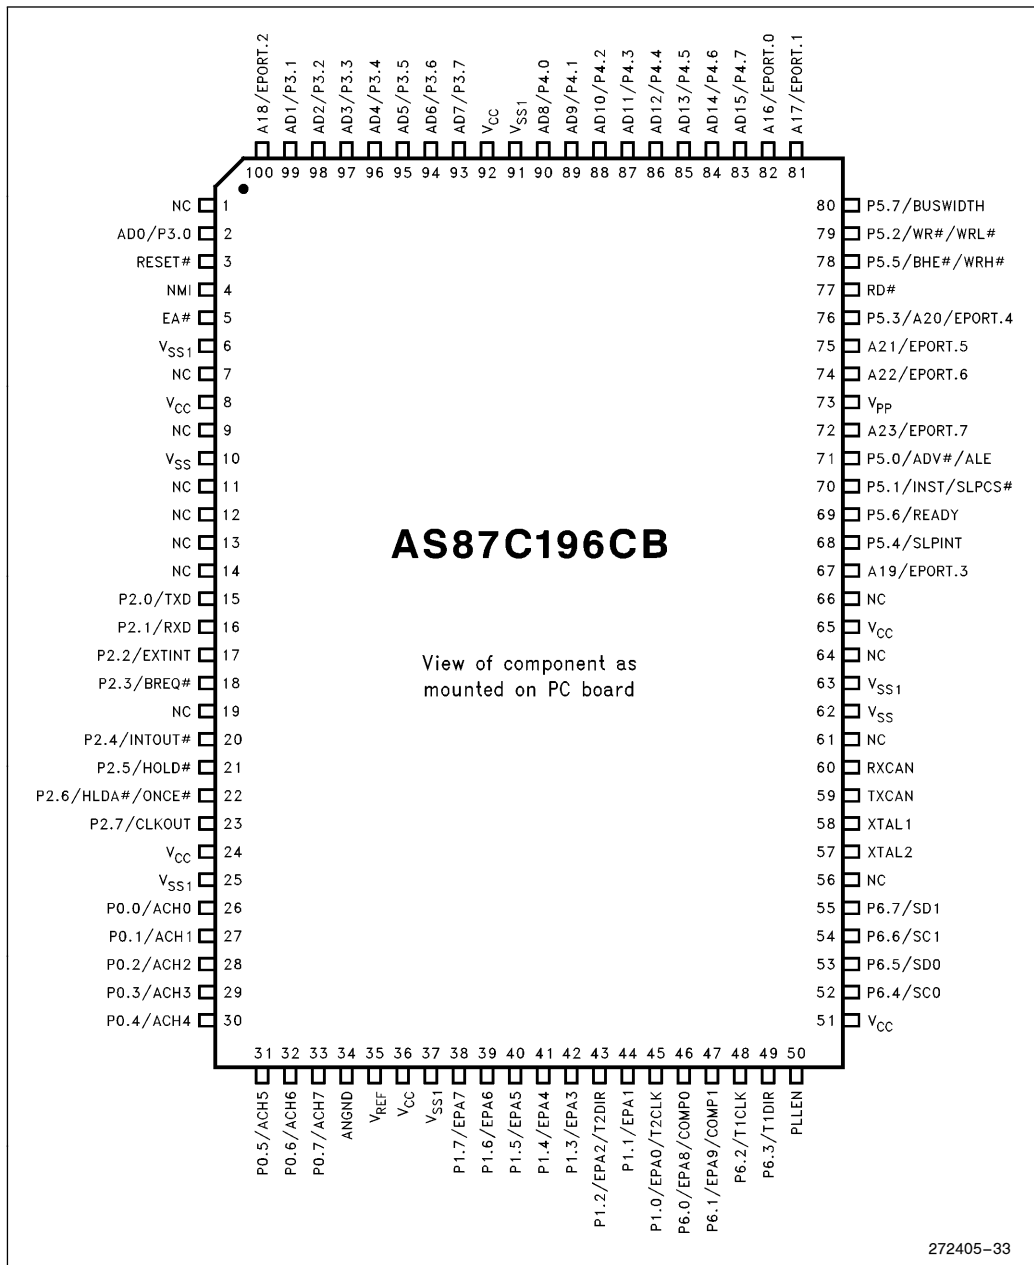 A18/EPORT.2
AD1/P3.1
AD2/P3.2
AD3/P3.3
AD4/P3.4
AD5/P3.5
AD6/P3.6
AD7/P3.7
VCC
VSS1
AD8/P4.0
AD9/P4.1
AD10/P4.2
AD11/P4.3
AD12/P4.4
AD13/P4.5
AD14/P4.6
AD15/P4.7
A16/EPORT.0
A17/EPORT.1
100 99 98 97 96 95 94 93 92 91 90 89 88 87 86 85 84 83 82 81
NC 1
AD0/P3.0 2
RESET# 3
NMI 4
EA# 5
VSS1 6
NC 7
VCC 8
NC 9
VSS 10
NC 11
NC 12
NC 13
NC 14
P2.0/TXD 15
P2.1/RXD 16
P2.2/EXTINT 17
P2.3/BREQ# 18
NC 19
P2.4/INTOUT# 20
P2.5/HOLD# 21
P2.6/HLDA#/ONCE# 22
P2.7/CLKOUT 23
VCC 24
VSS1 25
P0.0/ACH0 26
P0.1/ACH1 27
P0.2/ACH2 28
P0.3/ACH3 29
P0.4/ACH4 30
AS87C196CB
View of component as
mounted on PC board
80 P5.7/BUSWIDTH
79 P5.2/WR#/WRL#
78 P5.5/BHE#/WRH#
77 RD#
76 P5.3/A20/EPORT.4
75 A21/EPORT.5
74 A22/EPORT.6
73 VPP
72 A23/EPORT.7
71 P5.0/ADV#/ALE
70 P5.1/INST/SLPCS#
69 P5.6/READY
68 P5.4/SLPINT
67 A19/EPORT.3
66 NC
65 VCC
64 NC
63 VSS1
62 VSS
61 NC
60 RXCAN
59 TXCAN
58 XTAL1
57 XTAL2
56 NC
55 P6.7/SD1
54 P6.6/SC1
53 P6.5/SD0
52 P6.4/SC0
51 VCC
31 32 33 34 35 36 37 38 39 40 41 42 43 44 45 46 47 48 49 50
P0.5/ACH5
P0.6/ACH6
P0.7/ACH7
ANGND
VREF
VCC
VSS1
P1.7/EPA7
P1.6/EPA6
P1.5/EPA5
P1.4/EPA4
P1.3/EPA3
P1.2/EPA2/T2DIR
P1.1/EPA1
P1.0/EPA0/T2CLK
P6.0/EPA8/COMP0
P6.1/EPA9/COMP1
P6.2/T1CLK
P6.3/T1DIR
PLLEN
272405–33